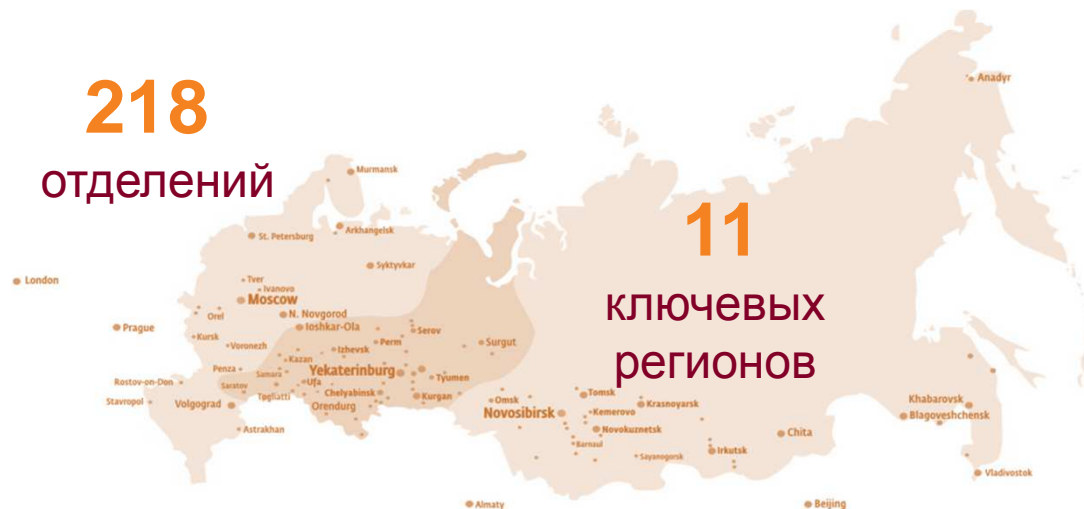 218
отделений
11
ключевых
регионов
Anadyr
Murmansk
Arkhangelsk
St. Petersburg
Syktyvkar
London
Tver
Ivanovo
Moscow
N. Novgorod
Orel
Ioshkar-Ola
Prague
Serov
Kursk
Perm
Surgut
Voronezh
Izhevsk
Kazan
Penza
Samara
Yekaterinburg
Tyumen
Rostov-on-Don
Saratov
Ufa
Chelyabinsk
Kurgan
Tomsk
Togliatti
Omsk
Krasnoyarsk
Khabarovsk
Stavropol
Volgograd
Orendurg
Novosibirsk
Kemerovo
Blagoveshchensk
Astrakhan
Novokuznetsk
Chita
Barnaul
Irkutsk
Sayanogorsk
Vladivostok
Almaty
Beijing